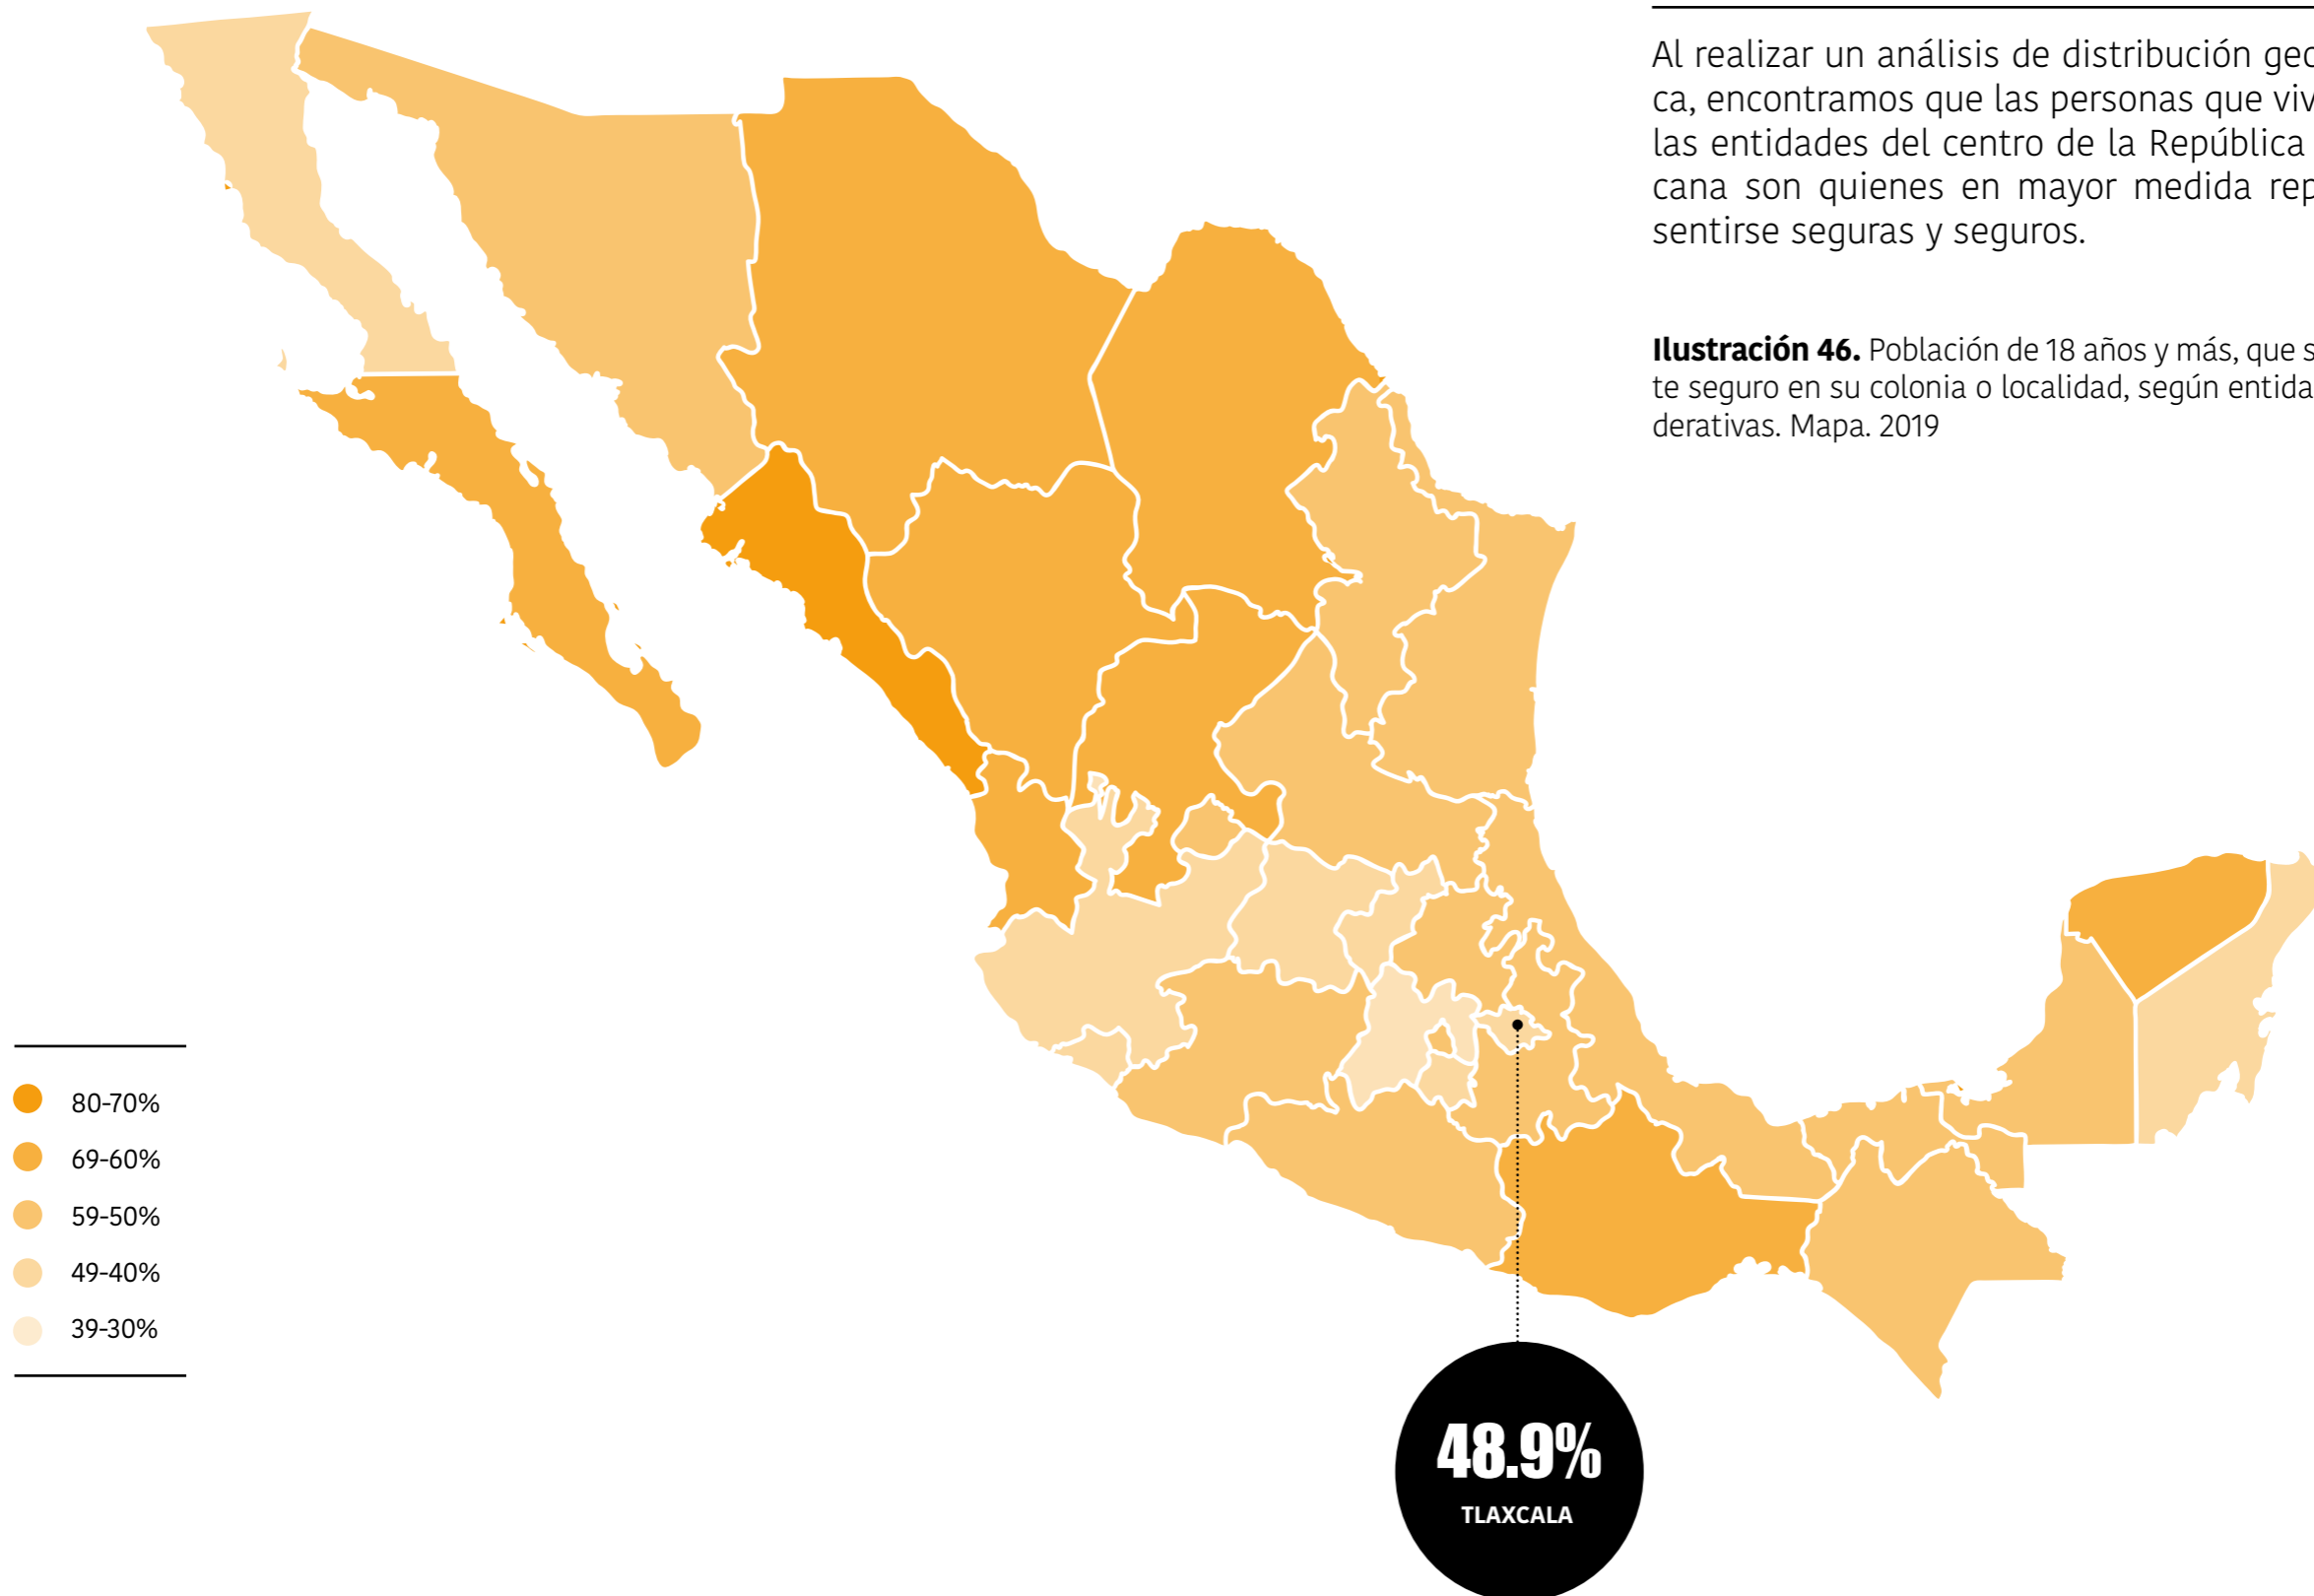 Al realizar un análisis de distribución geo
ca, encontramos que las personas que viv
las entidades del centro de la República
cana son quienes en mayor medida rep
sentirse seguras y seguros.
Ilustración 46. Población de 18 años y más, que s
te seguro en su colonia o localidad, según entida
derativas. Mapa. 2019
80-70%
69-60%
59-50%
49-40%
39-30%
48.9%
TLAXCALA